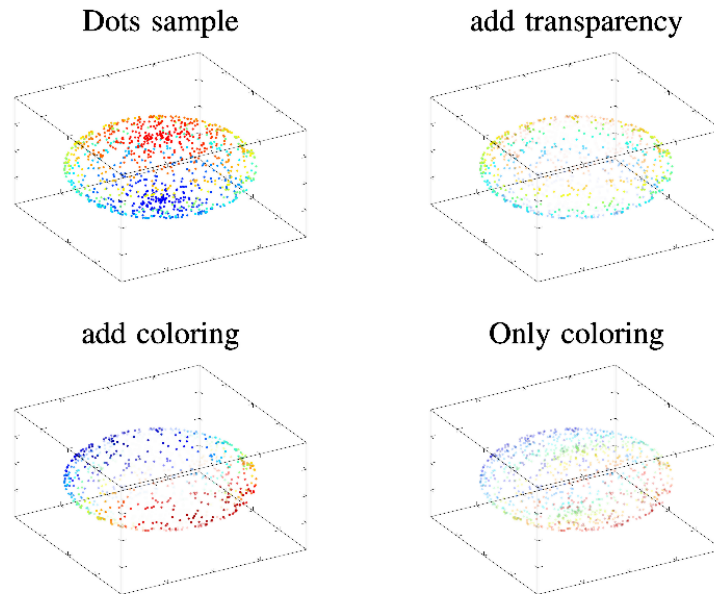 Dots sample
add transparency
add coloring
Only coloring